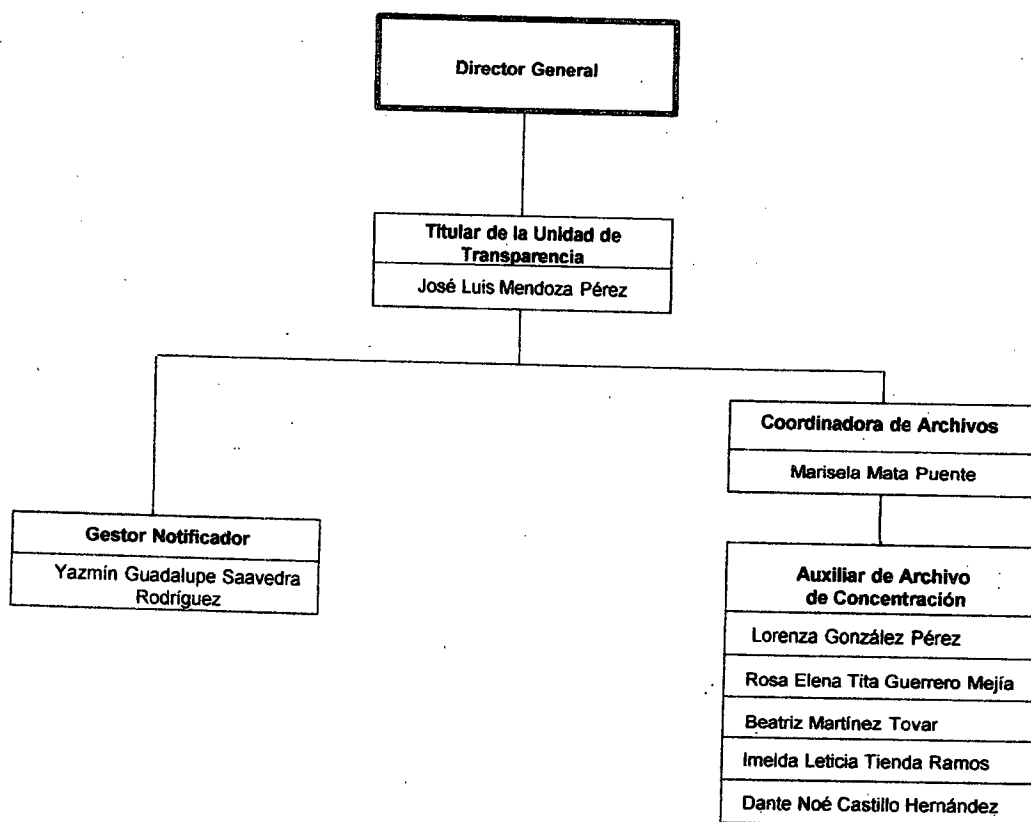 Director General
Titular de la Unidad de
Transparencia
José Luis Mendoza Pérez
Coordinadora de Archivos
Marisela Mata Puente
Gestor Notificador
Yazmín Guadalupe Saavedra
Rodríguez
Auxiliar de Archivo
de Concentración
Lorenza González Pérez
Rosa Elena Tita Guerrero Mejía
Beatriz Martínez Tovar
Imelda Leticia Tienda Ramos
Dante Noé Castillo Hernández